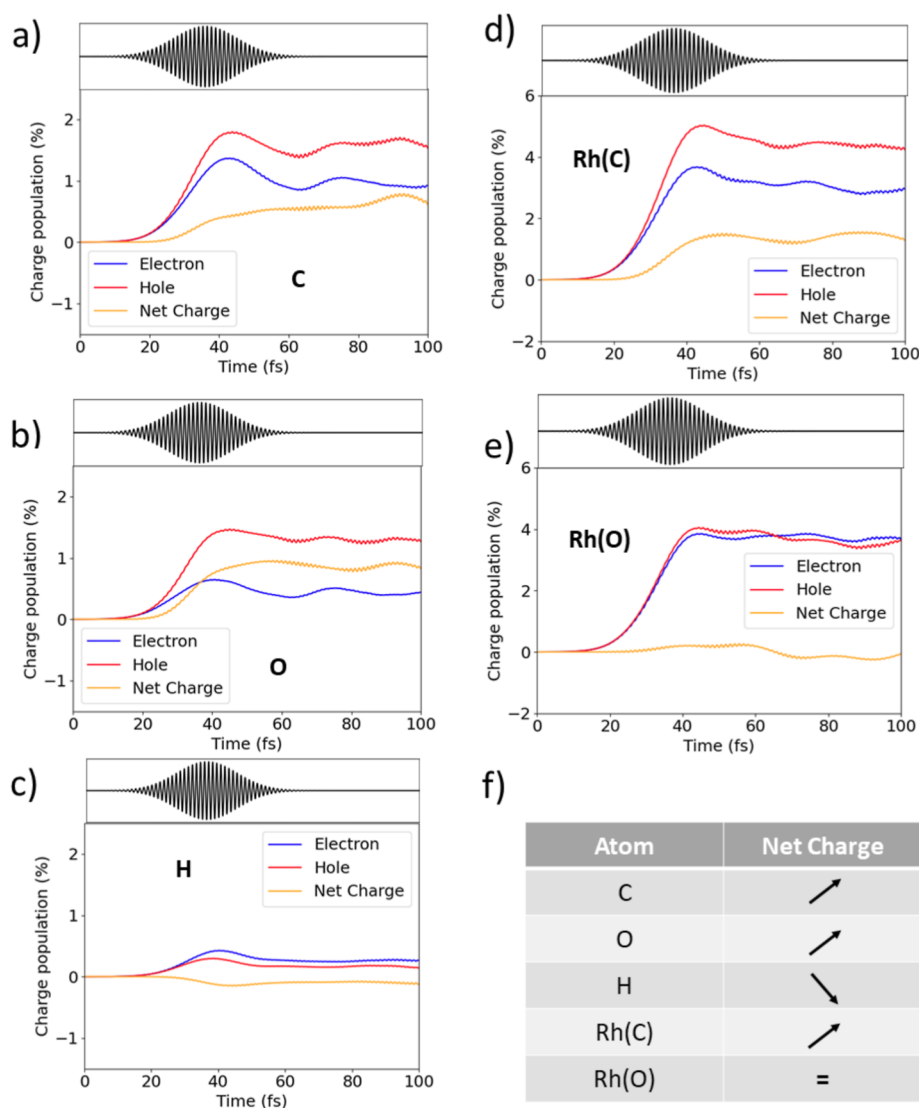 a)
Charge population (%)
2
1
0
−1
Electron
Hole
Net Charge
C
0 20 40 60 80 100
Time (fs)
b)
Charge population (%)
2
1
0
−1
Electron
Hole
Net Charge
O
0 20 40 60 80 100
Time (fs)
c)
Charge population (%)
2
1
0
−1
H
Electron
Hole
Net Charge
0 20 40 60 80 100
Time (fs)
d)
Charge population (%)
6
4
2
0
−2
Rh(C)
Electron
Hole
Net Charge
0 20 40 60 80 100
Time (fs)
e)
Charge population (%)
6
4
2
0
−2
Rh(O)
Electron
Hole
Net Charge
0 20 40 60 80 100
Time (fs)
f)
Atom Net Charge
C
O
H
Rh(C)
Rh(O) =